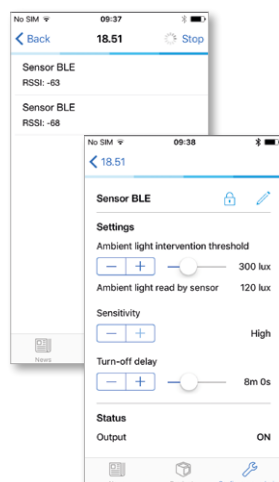 No SIM 09:37
Back 18.51 Stop
Sensor BLE
RSSI: -63
Sensor BLE
RSSI: -68
News
No SIM 09:38
18.51
Sensor BLE
Settings
Ambient light intervention threshold
− + 300 lux
Ambient light read by sensor 120 lux
Sensitivity
− + High
Turn-off delay
− + 8m 0s
Status
Output ON